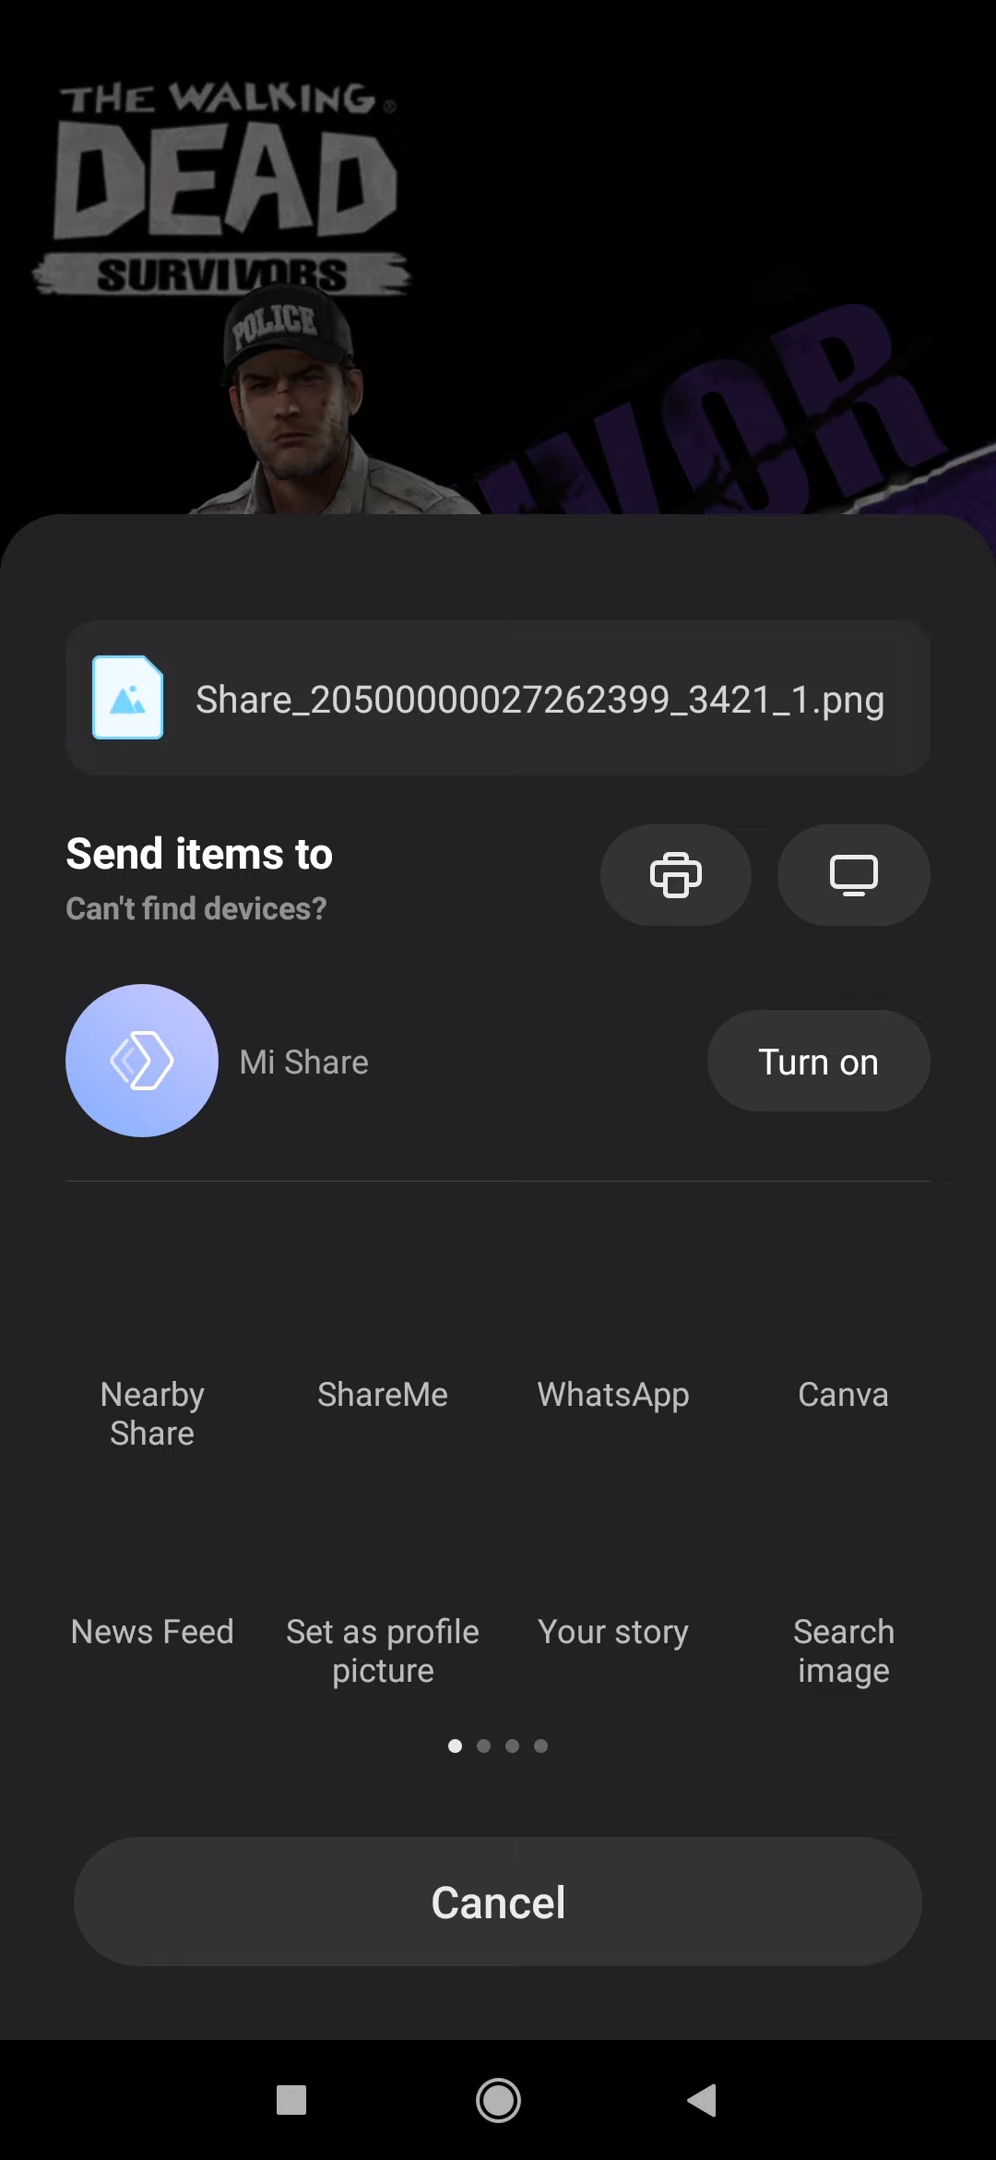 THE WALKING®
DEAD
SURVIVORS
POLICE
IVOR
Share_20500000027262399_3421_1.png
Send items to
Can't find devices?
Mi Share
Turn on
Nearby
Share
ShareMe
WhatsApp
Canva
News Feed
Set as profile
picture
Your story
Search
image
Cancel